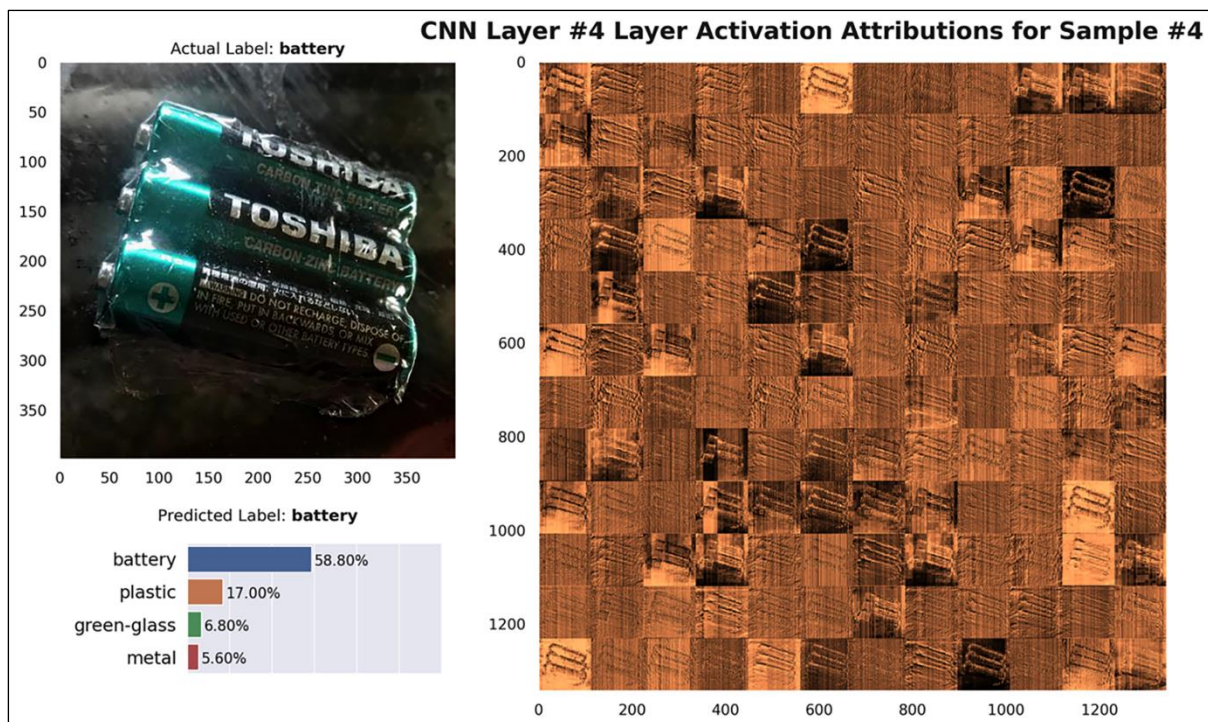 CNN Layer #4 Layer Activation Attributions for Sample #4
Actual Label: battery
0
50
100
150
200
250
300
350
0 50 100 150 200 250 300 350
TOSHIBA
CARBON-ZINC BATTERY
TOSHIBA
CARBON-ZINC BATTERY
WARNING DO NOT RECHARGE, DISPOSE OF
IN FIRE, PUT IN BACKWARDS, OR MIX
WITH USED OR OTHER BATTERY TYPES
Predicted Label: battery
battery 58.80%
plastic 17.00%
green-glass 6.80%
metal 5.60%
0
200
400
600
800
1000
1200
0 200 400 600 800 1000 1200